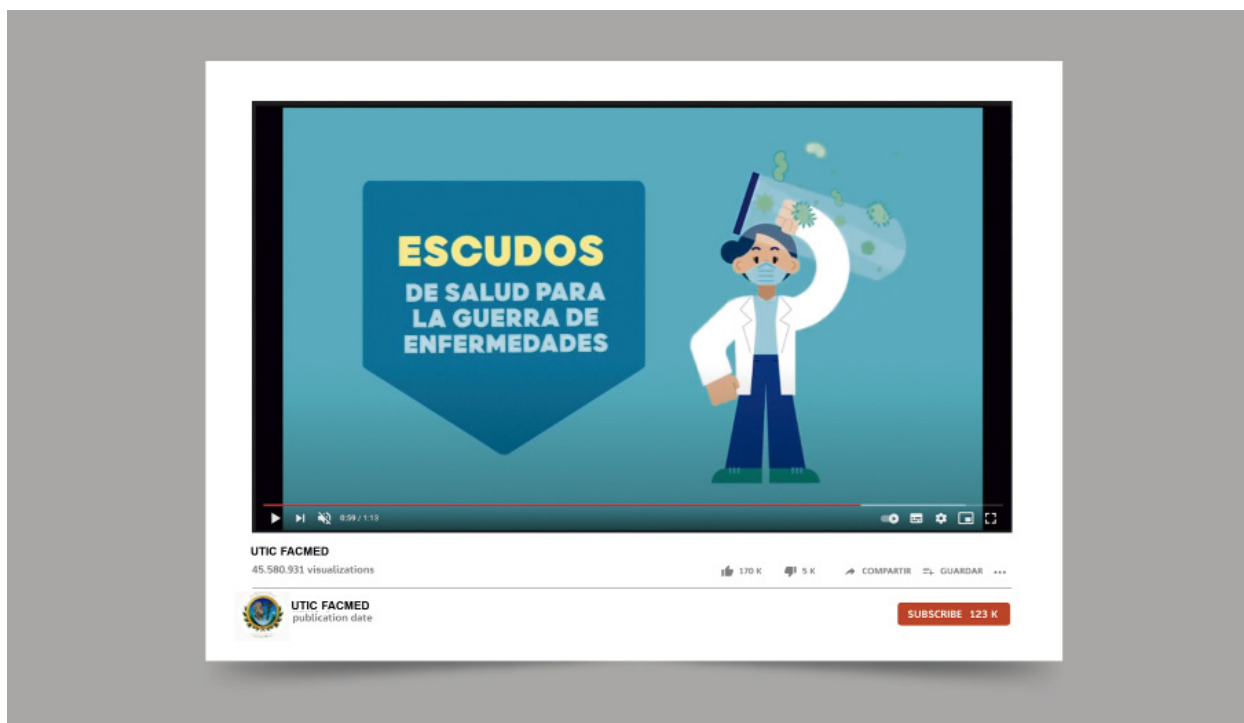 ESCUDOS
DE SALUD PARA
LA GUERRA DE
ENFERMEDADES
0:59 / 1:13
UTIC FACMED
45.580.931 visualizations
170 K 5 K COMPARTIR GUARDAR
UTIC FACMED
publication date
SUBSCRIBE 123 K